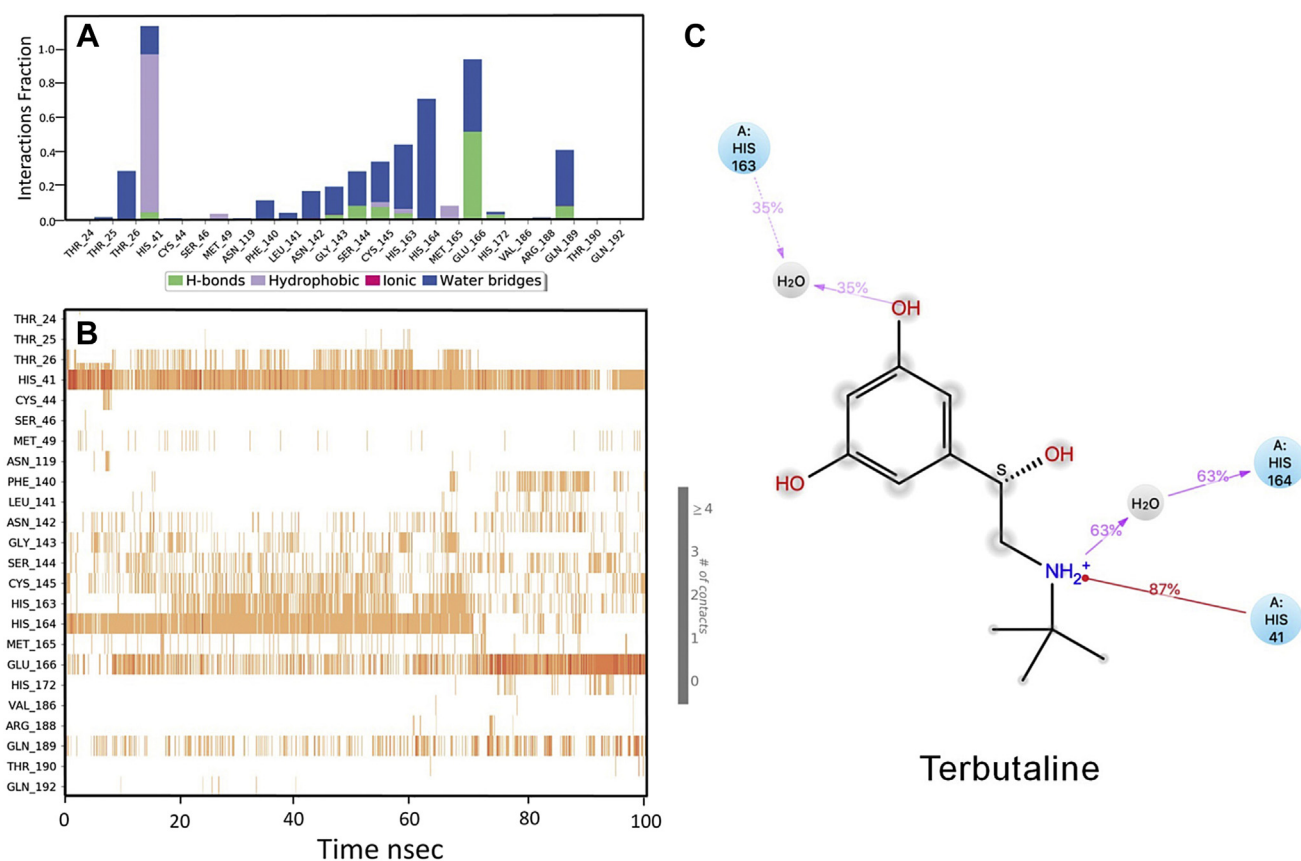 A
Interactions Fraction
1.0
0.8
0.6
0.4
0.2
0.0
THR_24
THR_25
THR_26
HIS_41
CYS_44
SER_46
MET_49
ASN_119
PHE_140
LEU_141
ASN_142
GLY_143
SER_144
CYS_145
HIS_163
HIS_164
MET_165
GLU_166
HIS_172
VAL_186
ARG_188
GLN_189
THR_190
GLN_192
H-bonds Hydrophobic Ionic Water bridges
B
THR_24
THR_25
THR_26
HIS_41
CYS_44
SER_46
MET_49
ASN_119
PHE_140
LEU_141
ASN_142
GLY_143
SER_144
CYS_145
HIS_163
HIS_164
MET_165
GLU_166
HIS_172
VAL_186
ARG_188
GLN_189
THR_190
GLN_192
0 20 40 60 80 100
Time nsec
≥4
3
2
1
0
# of contacts
C
A:
HIS
163
35%
H₂O
35%
OH
HO
S
OH
A:
HIS
164
63%
H₂O
63%
NH₂⁺
87%
A:
HIS
41
Terbutaline